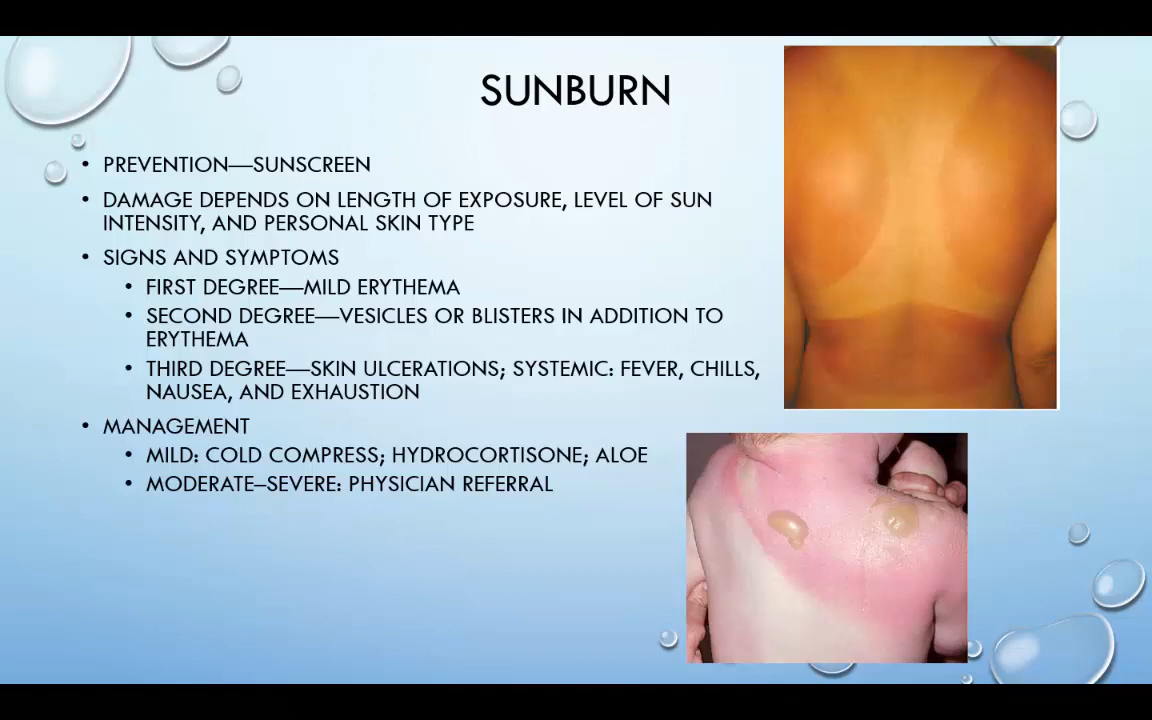 SUNBURN
• PREVENTION—SUNSCREEN
• DAMAGE DEPENDS ON LENGTH OF EXPOSURE, LEVEL OF SUN
INTENSITY, AND PERSONAL SKIN TYPE
• SIGNS AND SYMPTOMS
• FIRST DEGREE—MILD ERYTHEMA
• SECOND DEGREE—VESICLES OR BLISTERS IN ADDITION TO
ERYTHEMA
• THIRD DEGREE—SKIN ULCERATIONS; SYSTEMIC: FEVER, CHILLS,
NAUSEA, AND EXHAUSTION
• MANAGEMENT
• MILD: COLD COMPRESS; HYDROCORTISONE; ALOE
• MODERATE–SEVERE: PHYSICIAN REFERRAL